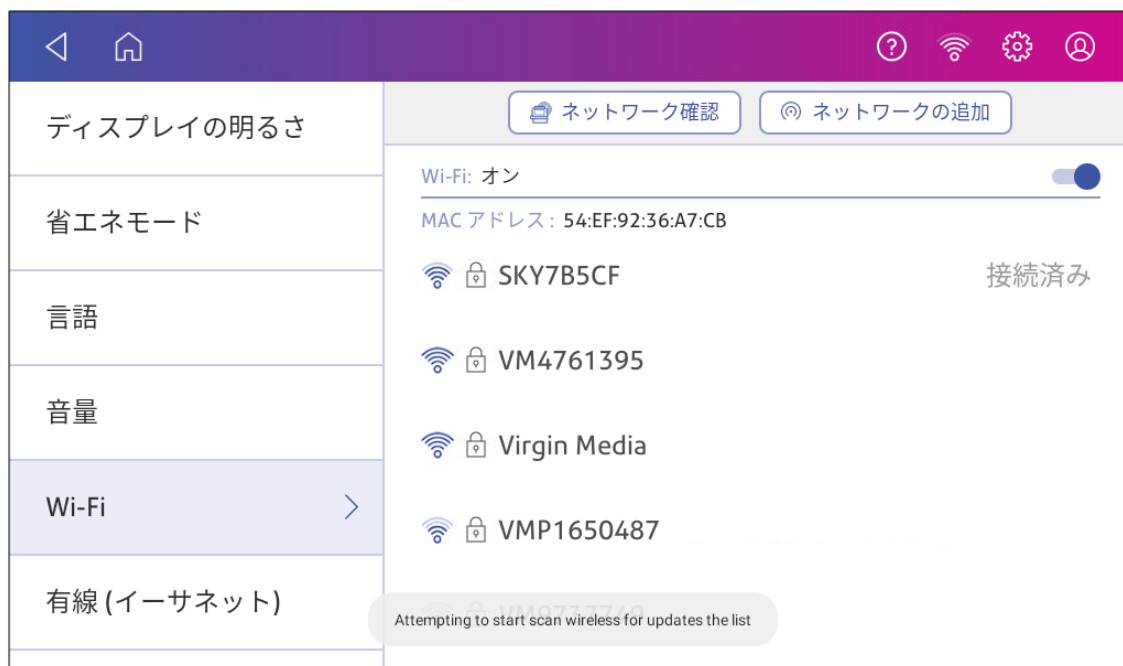 ネットワーク確認
ネットワークの追加
ディスプレイの明るさ
省エネモード
言語
音量
Wi-Fi
有線 (イーサネット)
Wi-Fi: オン
MAC アドレス : 54:EF:92:36:A7:CB
SKY7B5CF 接続済み
VM4761395
Virgin Media
VMP1650487
Attempting to start scan wireless for updates the list